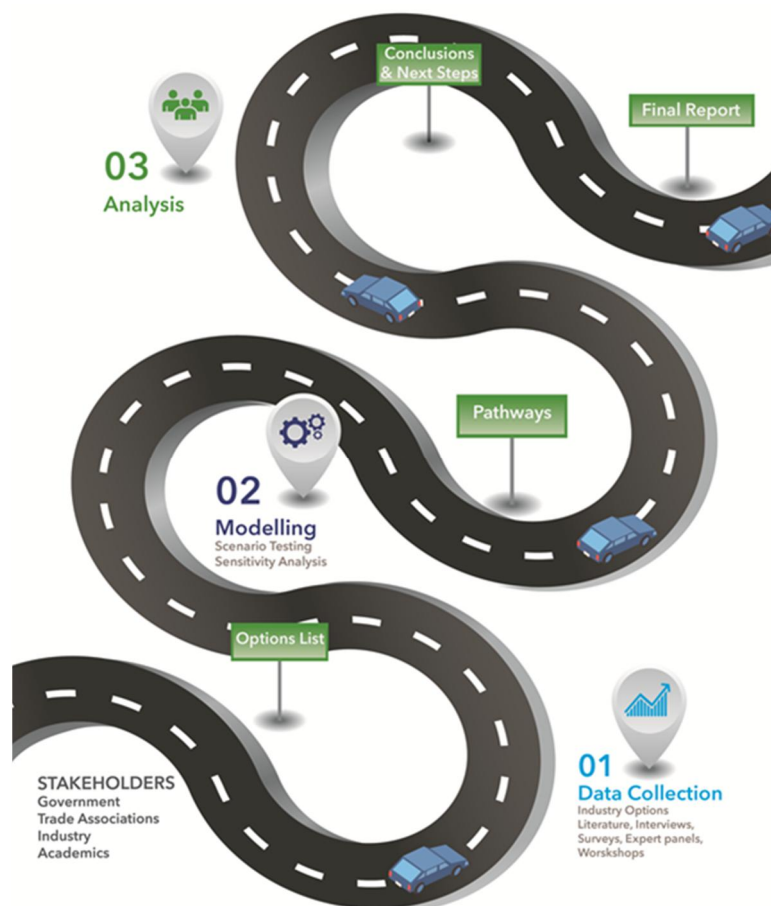 Conclusions
& Next Steps
Final Report
03
Analysis
Pathways
02
Modelling
Scenario Testing
Sensitivity Analysis
Options List
STAKEHOLDERS
Government
Trade Associations
Industry
Academics
01
Data Collection
Industry Options
Literature, Interviews,
Surveys, Expert panels,
Worskshops